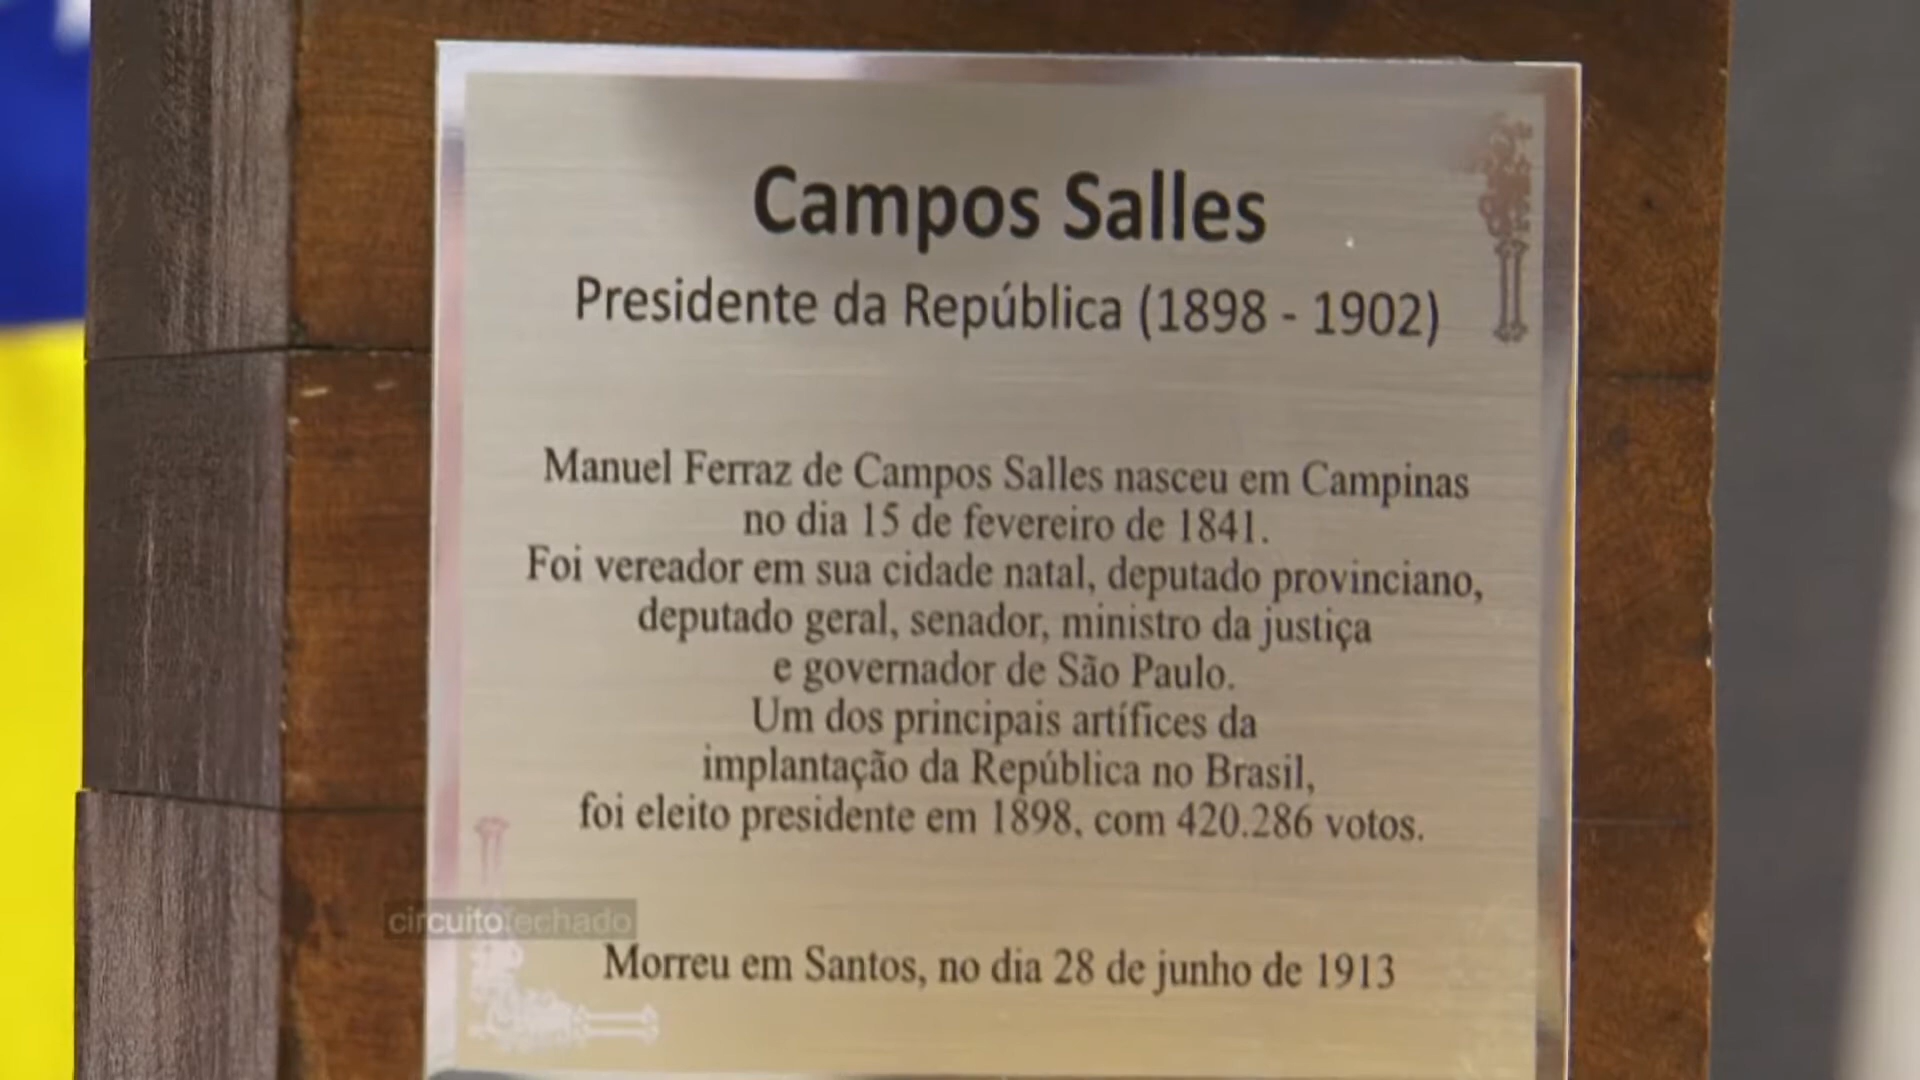 Campos Salles
Presidente da República (1898 - 1902)
Manuel Ferraz de Campos Salles nasceu em Campinas
no dia 15 de fevereiro de 1841.
Foi vereador em sua cidade natal, deputado provinciano,
deputado geral, senador, ministro da justiça
e governador de São Paulo.
Um dos principais artífices da
implantação da República no Brasil,
foi eleito presidente em 1898, com 420.286 votos.
circuitofechado
Morreu em Santos, no dia 28 de junho de 1913